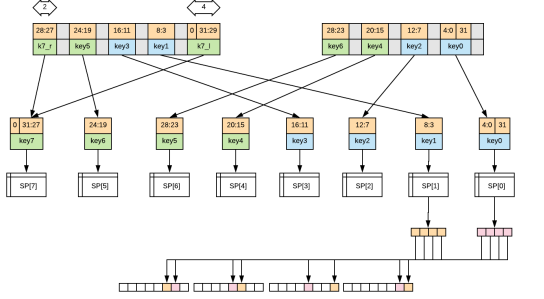 2 4
28:27 24:19 16:11 8:3 0 31:29 28:23 20:15 12:7 4:0 31
k7_r key5 key3 key1 k7_l key6 key4 key2 key0
0 31:27 24:19 28:23 20:15 16:11 12:7 8:3 4:0 31
key7 key6 key5 key4 key3 key2 key1 key0
SP[7] SP[5] SP[6] SP[4] SP[3] SP[2] SP[1] SP[0]